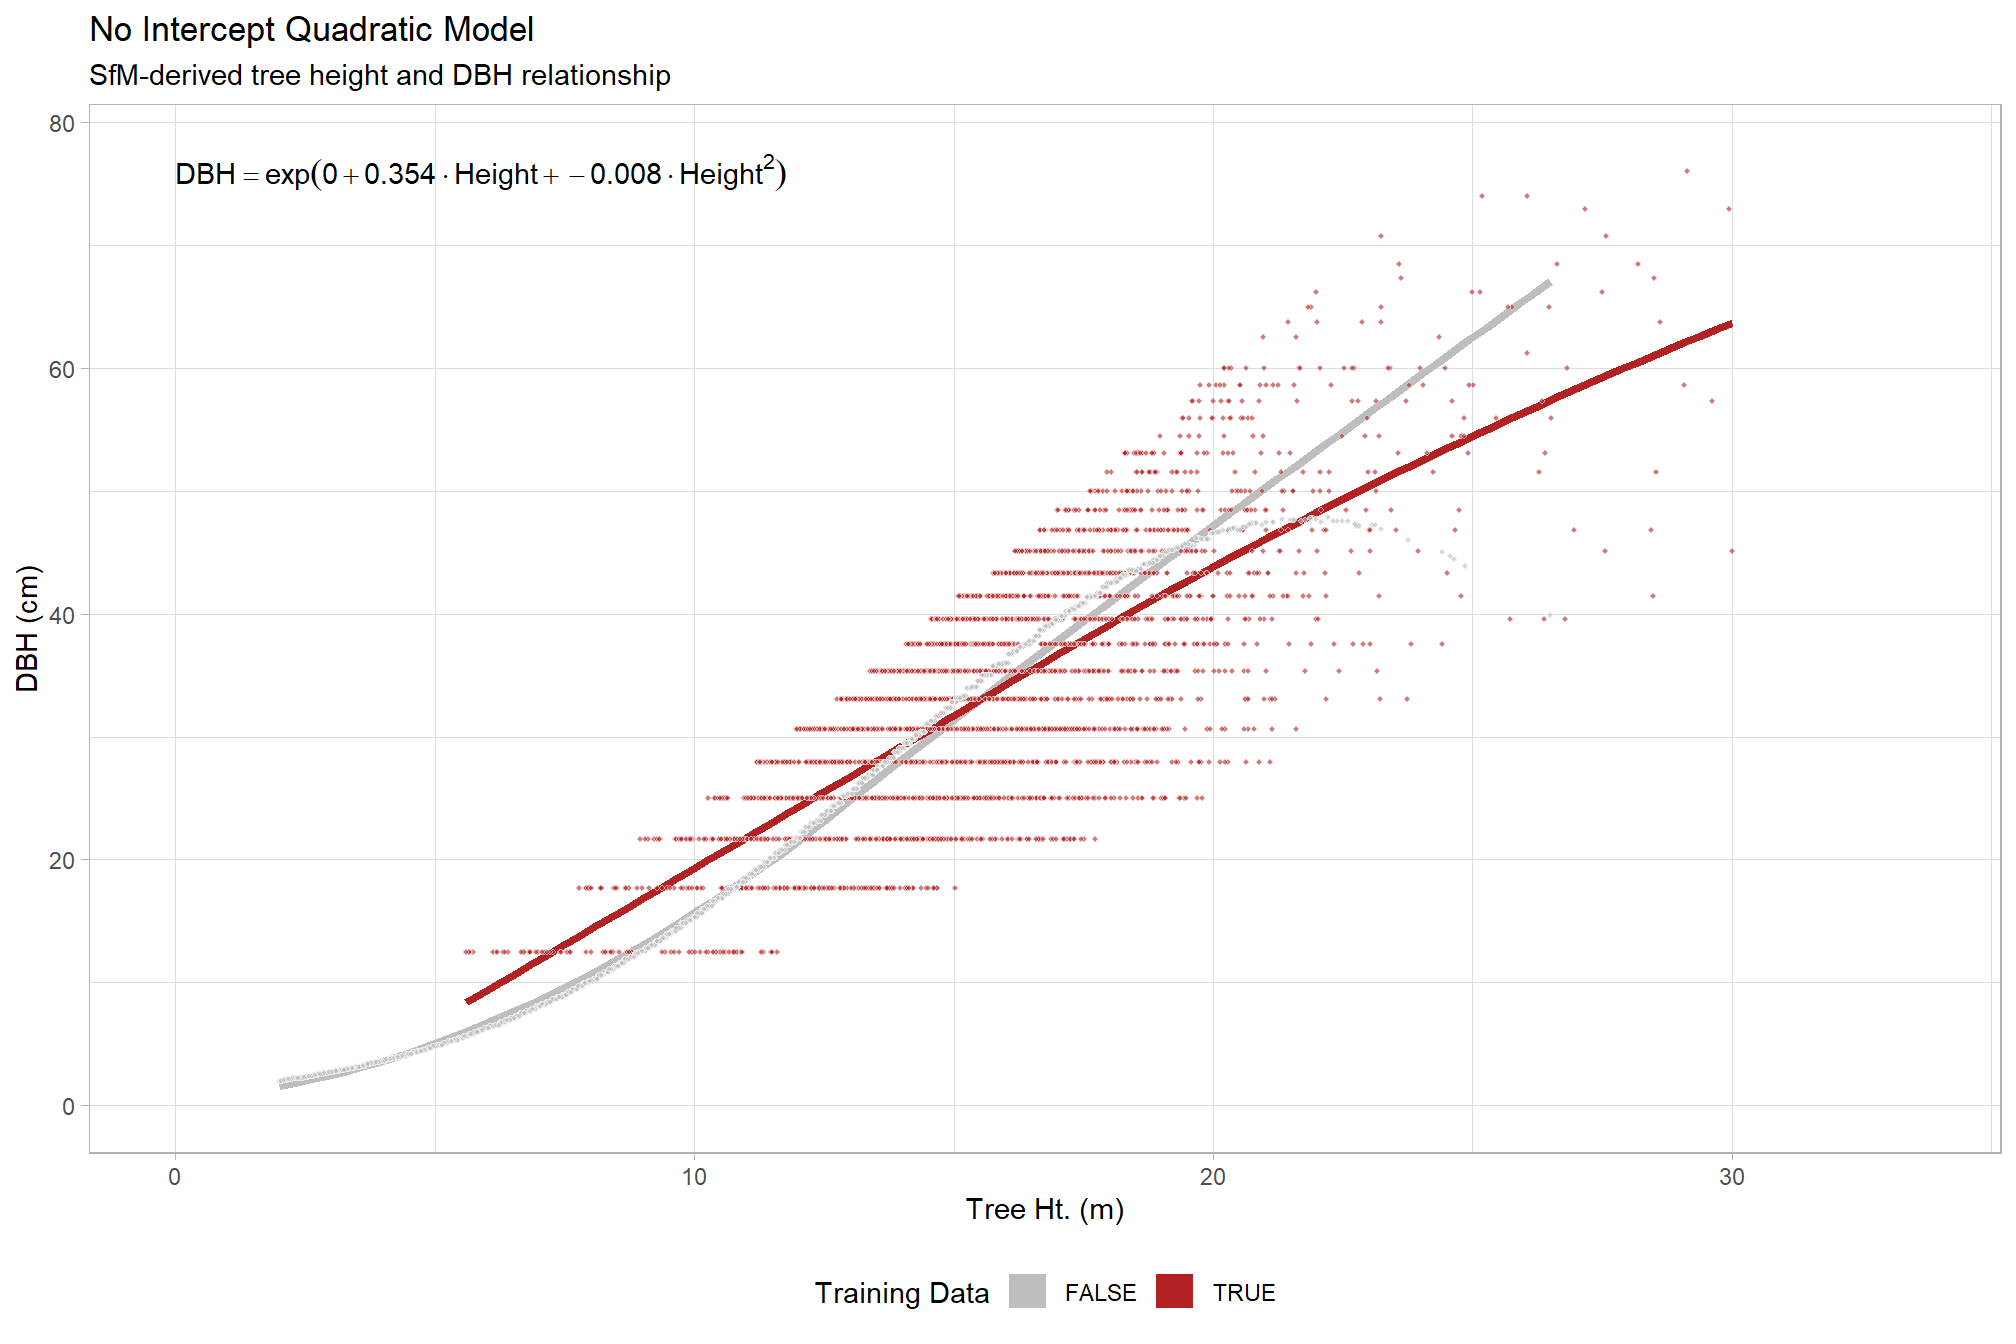 No Intercept Quadratic Model
SfM-derived tree height and DBH relationship
80
DBH = exp(0 + 0.354 · Height + − 0.008 · Height²)
60
40
20
0
DBH (cm)
0 10 20 30
Tree Ht. (m)
Training Data FALSE TRUE